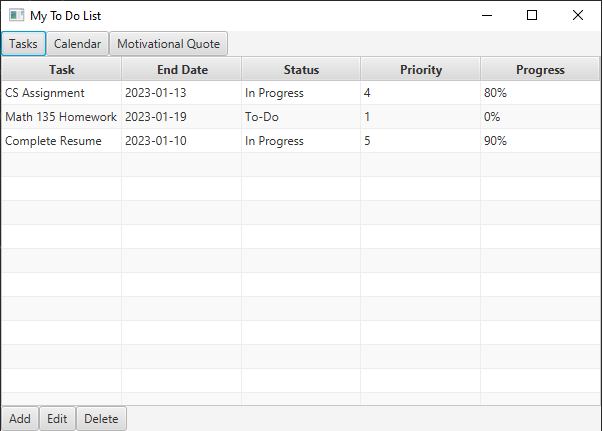 My To Do List
Tasks Calendar Motivational Quote
Task End Date Status Priority Progress
CS Assignment 2023-01-13 In Progress 4 80%
Math 135 Homework 2023-01-19 To-Do 1 0%
Complete Resume 2023-01-10 In Progress 5 90%
Add Edit Delete